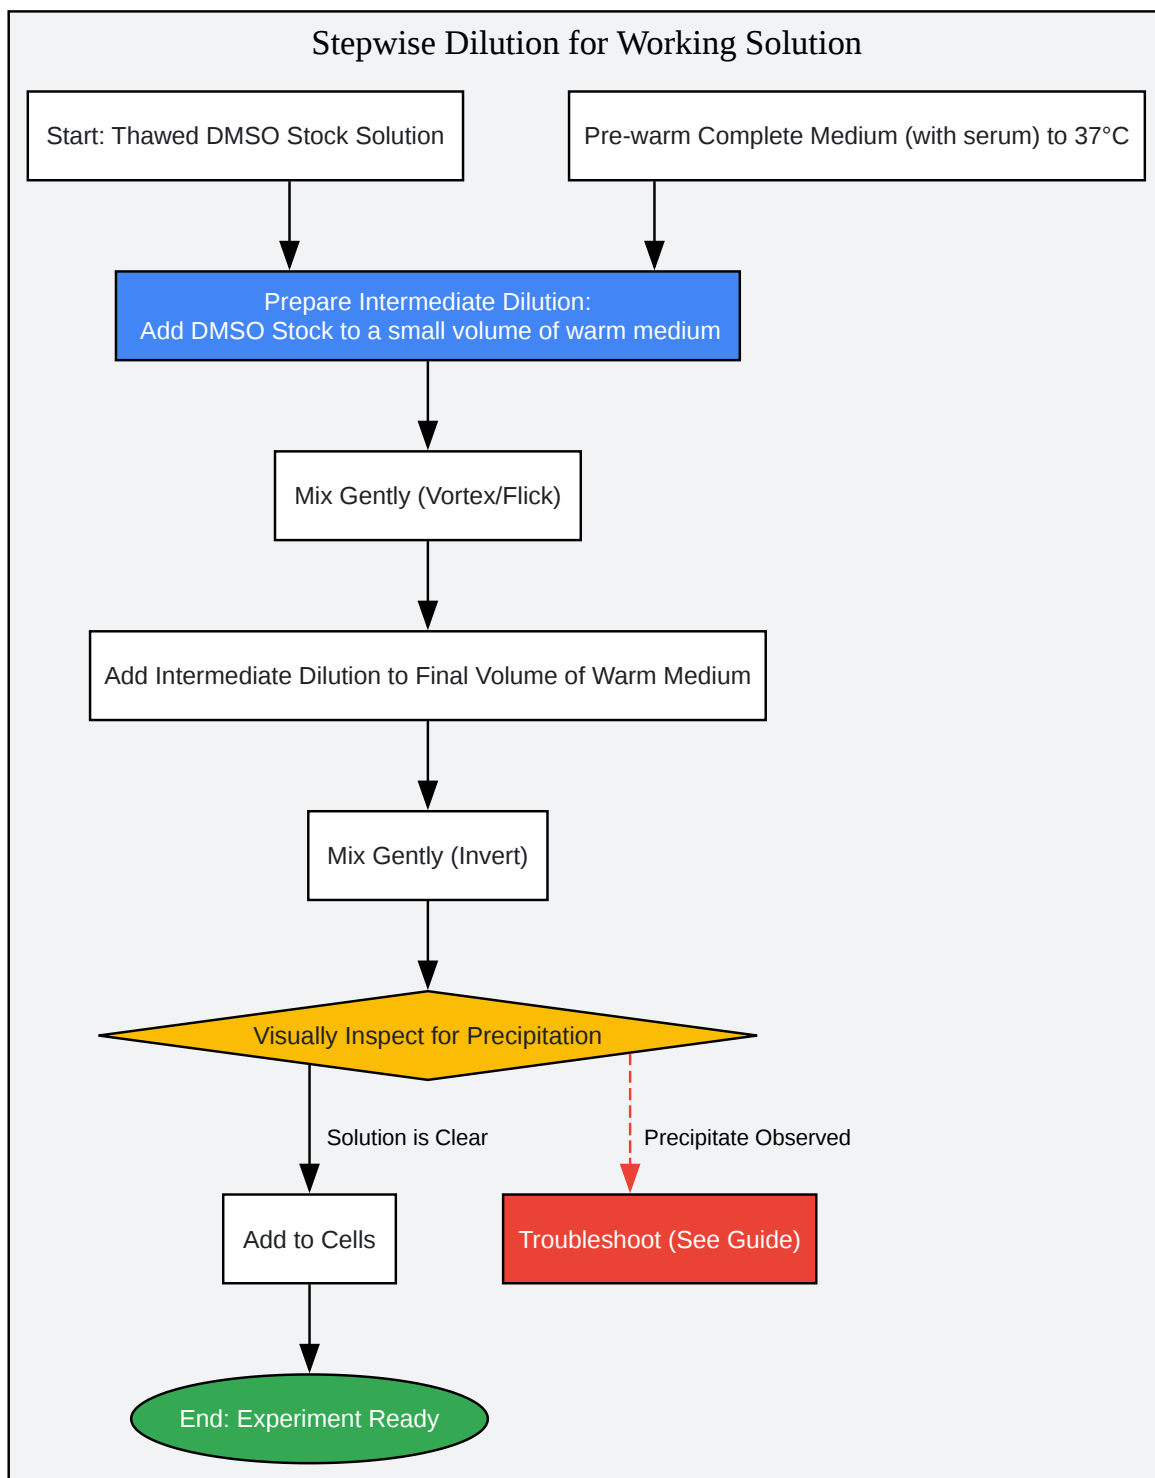 Stepwise Dilution for Working Solution
Start: Thawed DMSO Stock Solution
Pre-warm Complete Medium (with serum) to 37°C
Prepare Intermediate Dilution:
Add DMSO Stock to a small volume of warm medium
Mix Gently (Vortex/Flick)
Add Intermediate Dilution to Final Volume of Warm Medium
Mix Gently (Invert)
Visually Inspect for Precipitation
Solution is Clear
Precipitate Observed
Add to Cells
Troubleshoot (See Guide)
End: Experiment Ready